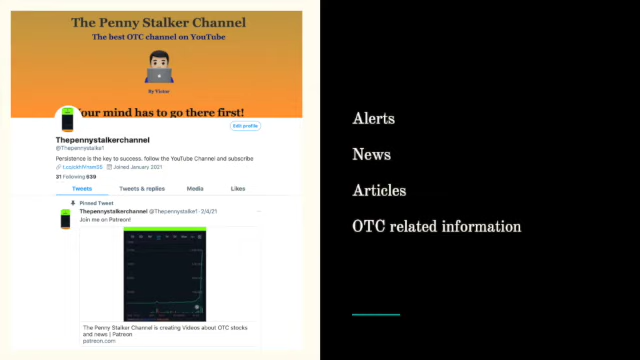 The Penny Stalker Channel
The best OTC channel on YouTube
By Victor
Your mind has to go there first!
Edit profile
Thepennystalkerchannel
@Thepennystalke1
Persistence is the key to success. follow the YouTube Channel and subscribe
Joined January 2021
31 Following 639
Tweets Tweets & replies Media Likes
Pinned Tweet
Thepennystalkerchannel @Thepennystalke1 · 2/4/21
Join me on Patreon!
The Penny Stalker Channel is creating Videos about OTC stocks
and news | Patreon
patreon.com
Alerts
News
Articles
OTC related information